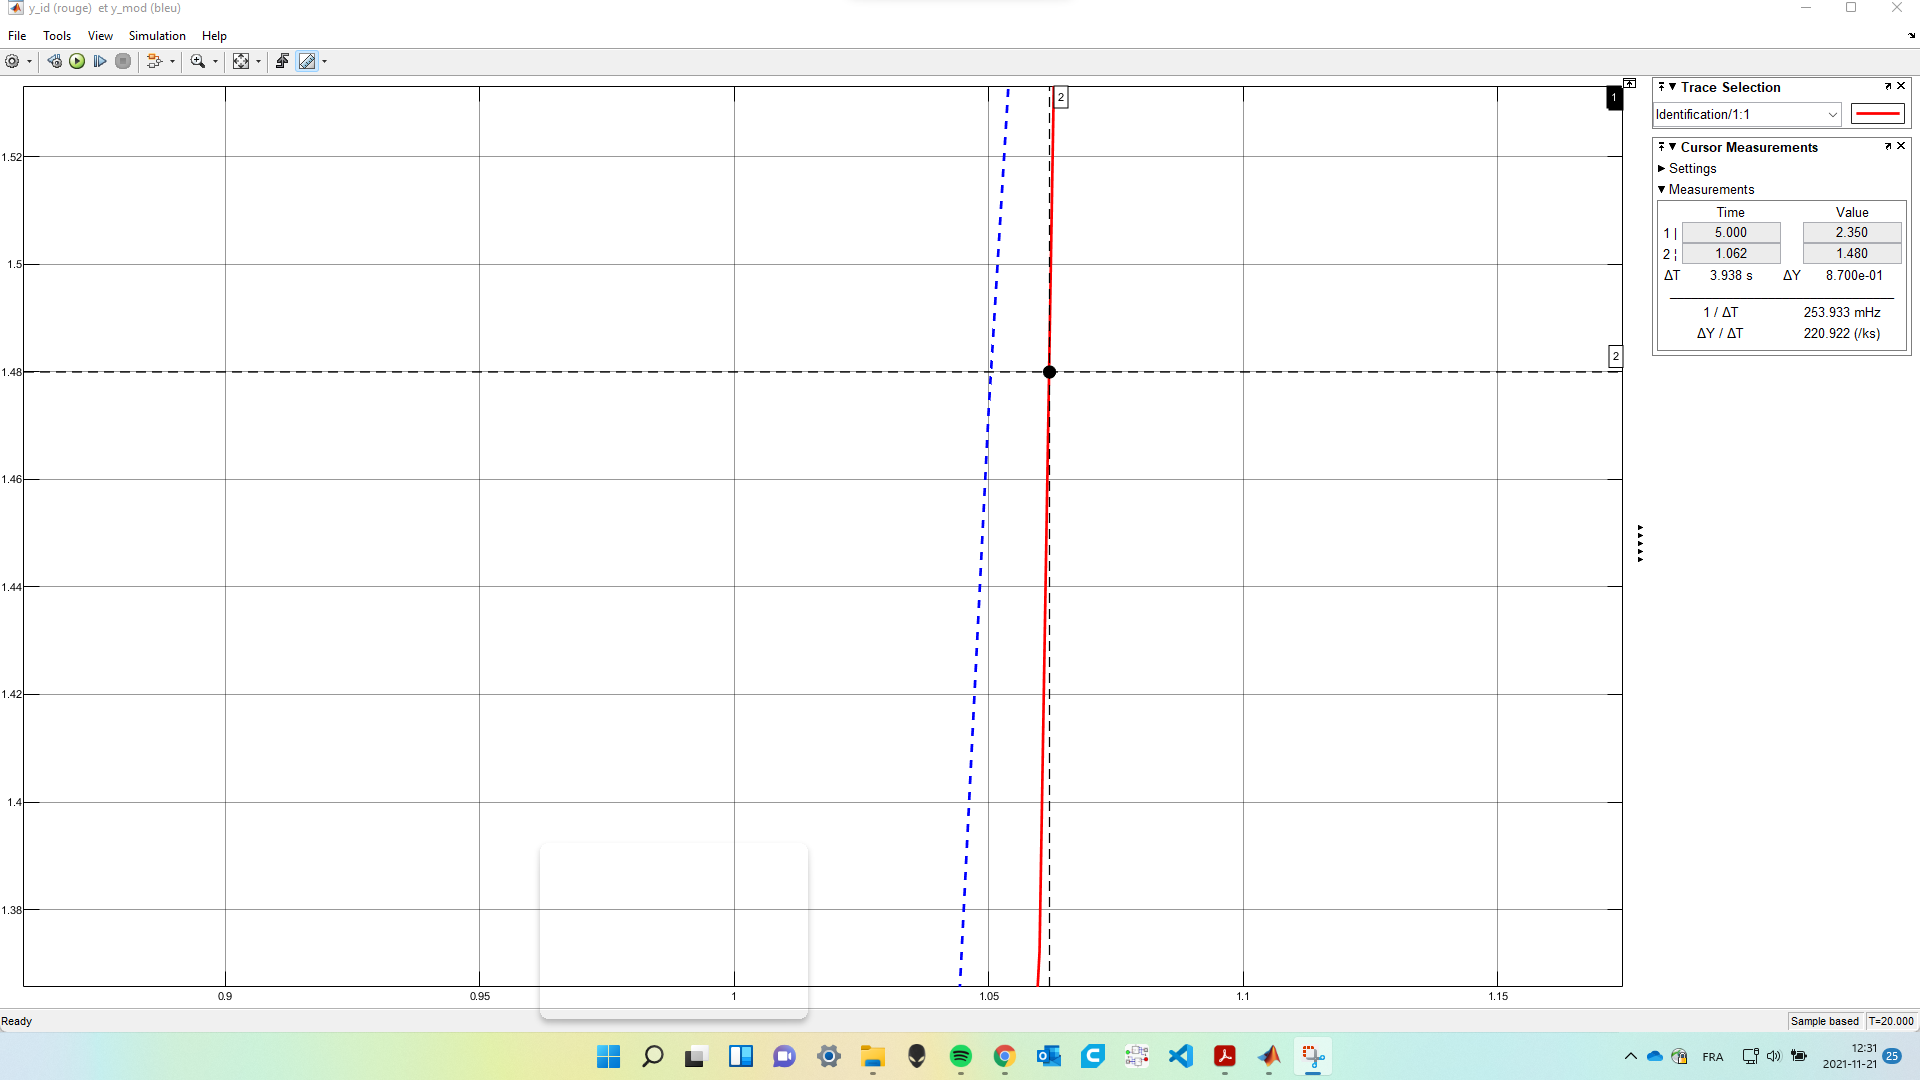 y_id (rouge)  et y_mod (bleu)
File Tools View Simulation Help
2
1
1.52
1.5
1.48
1.46
1.44
1.42
1.4
1.38
2
0.9 0.95 1 1.05 1.1 1.15
Trace Selection
Identification/1:1
Cursor Measurements
Settings
Measurements
Time Value
1 | 5.000 2.350
2 ¦ 1.062 1.480
ΔT 3.938 s ΔY 8.700e-01
1 / ΔT 253.933 mHz
ΔY / ΔT 220.922 (/ks)
Ready
Sample based T=20.000
FRA
12:31
2021-11-21
25